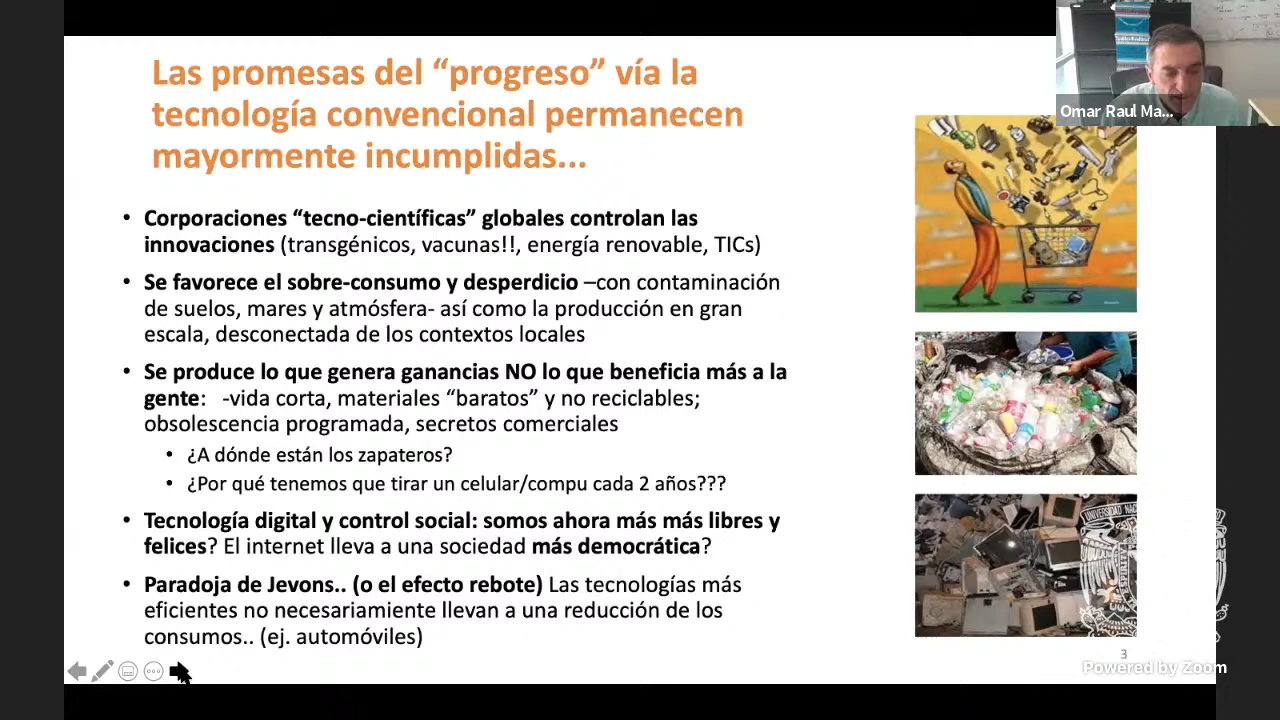 Las promesas del “progreso” vía la
tecnología convencional permanecen
mayormente incumplidas...
Omar Raul Ma...
• Corporaciones “tecno-científicas” globales controlan las
innovaciones (transgénicos, vacunas!!, energía renovable, TICs)
• Se favorece el sobre-consumo y desperdicio –con contaminación
de suelos, mares y atmósfera- así como la producción en gran
escala, desconectada de los contextos locales
• Se produce lo que genera ganancias NO lo que beneficia más a la
gente: -vida corta, materiales “baratos” y no reciclables;
obsolescencia programada, secretos comerciales
• ¿A dónde están los zapateros?
• ¿Por qué tenemos que tirar un celular/compu cada 2 años???
• Tecnología digital y control social: somos ahora más más libres y
felices? El internet lleva a una sociedad más democrática?
• Paradoja de Jevons.. (o el efecto rebote) Las tecnologías más
eficientes no necesariamente llevan a una reducción de los
consumos.. (ej. automóviles)
UNIVERSIDAD
3
Powered by Zoom